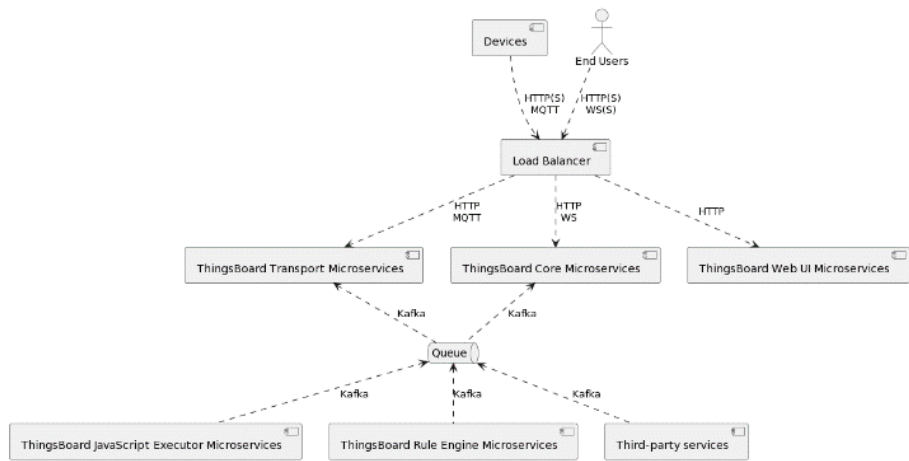 Devices
End Users
HTTP(S)
MQTT
HTTP(S)
WS(S)
Load Balancer
HTTP
MQTT
HTTP
WS
HTTP
ThingsBoard Transport Microservices
ThingsBoard Core Microservices
ThingsBoard Web UI Microservices
Kafka
Kafka
Queue
Kafka
Kafka
Kafka
ThingsBoard JavaScript Executor Microservices
ThingsBoard Rule Engine Microservices
Third-party services